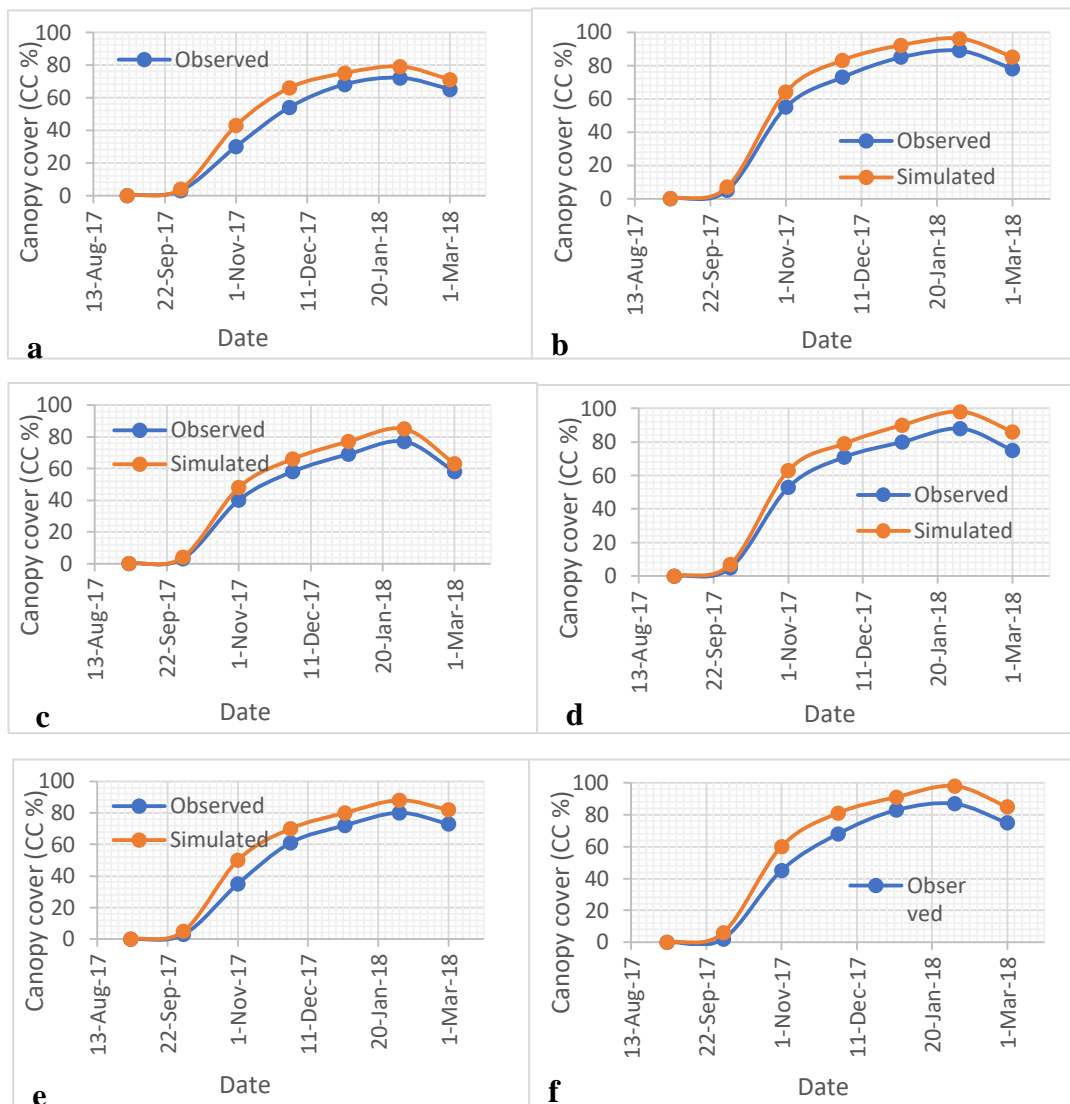 Canopy cover (CC %)
100
80
60
40
20
0
Observed
13-Aug-17
22-Sep-17
1-Nov-17
11-Dec-17
20-Jan-18
1-Mar-18
Date
a
Canopy cover (CC %)
100
80
60
40
20
0
Observed
Simulated
13-Aug-17
22-Sep-17
1-Nov-17
11-Dec-17
20-Jan-18
1-Mar-18
Date
b
Canopy cover (CC %)
100
80
60
40
20
0
Observed
Simulated
13-Aug-17
22-Sep-17
1-Nov-17
11-Dec-17
20-Jan-18
1-Mar-18
Date
c
Canopy cover (CC %)
100
80
60
40
20
0
Observed
Simulated
13-Aug-17
22-Sep-17
1-Nov-17
11-Dec-17
20-Jan-18
1-Mar-18
Date
d
Canopy cover (CC %)
100
80
60
40
20
0
Observed
Simulated
13-Aug-17
22-Sep-17
1-Nov-17
11-Dec-17
20-Jan-18
1-Mar-18
Date
e
Canopy cover (CC %)
100
80
60
40
20
0
Obser
ved
13-Aug-17
22-Sep-17
1-Nov-17
11-Dec-17
20-Jan-18
1-Mar-18
Date
f